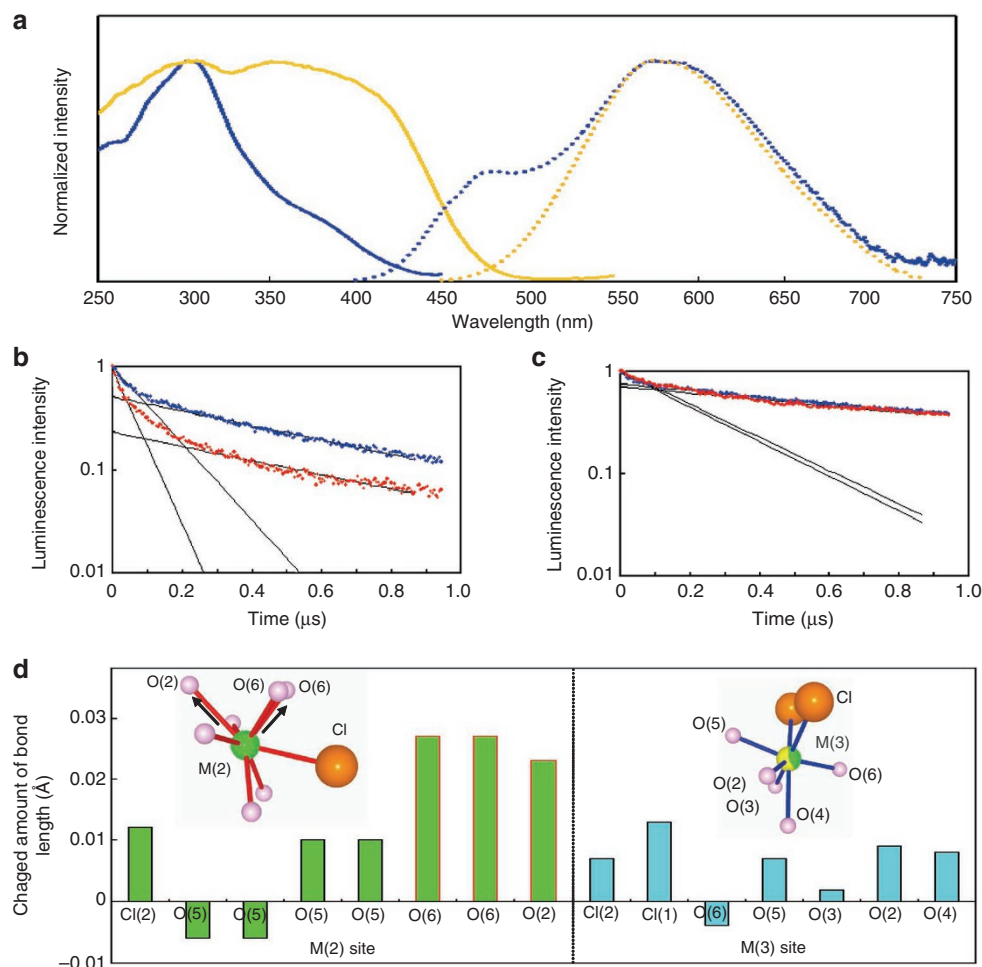 a
Normalized intensity
250 300 350 400 450 500 550 600 650 700 750
Wavelength (nm)
b
Luminescence intensity
1
0.1
0.01
0 0.2 0.4 0.6 0.8 1.0
Time (μs)
c
Luminescence intensity
1
0.1
0.01
0 0.2 0.4 0.6 0.8 1.0
Time (μs)
d
Chaged amount of bond
length (Å)
0.03
0.02
0.01
0
−0.01
O(2)
O(6)
O(6)
Cl
M(2)
Cl
O(5)
M(3)
O(6)
O(2)
O(3)
O(4)
Cl(2) O(5) O(5) O(5) O(5) O(6) O(6) O(2)
M(2) site
Cl(2) Cl(1) O(6) O(5) O(3) O(2) O(4)
M(3) site